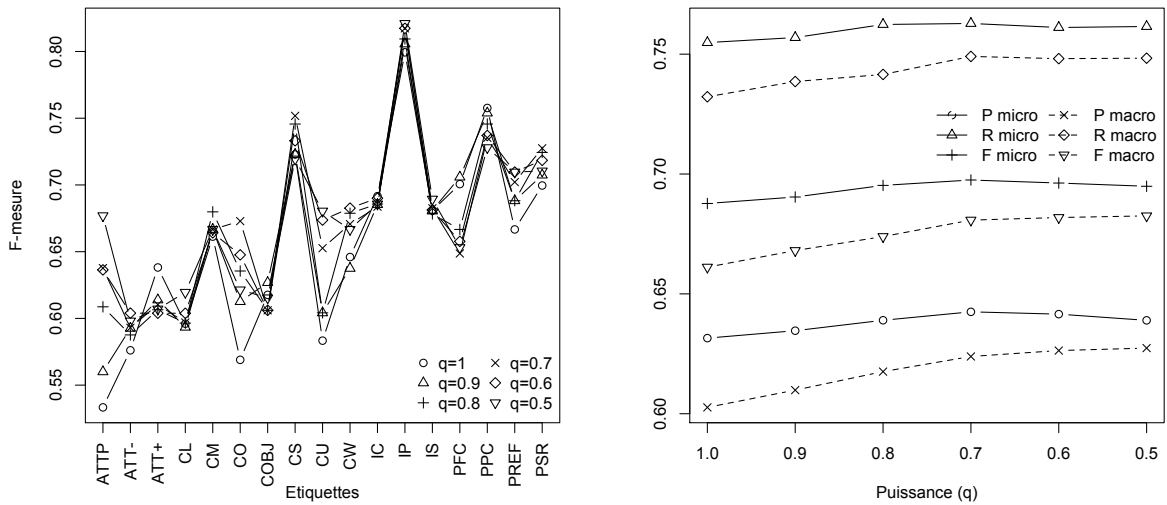 F-mesure
0.80
0.75
0.70
0.65
0.60
0.55
q=1
q=0.9
q=0.8
q=0.7
q=0.6
q=0.5
ATTP
ATT-
ATT+
CL
CM
CO
COBJ
CS
CU
CW
IC
IP
IS
PFC
PPC
PREF
PSR
Etiquettes
0.75
0.70
0.65
0.60
P micro
R micro
F micro
P macro
R macro
F macro
1.0 0.9 0.8 0.7 0.6 0.5
Puissance (q)